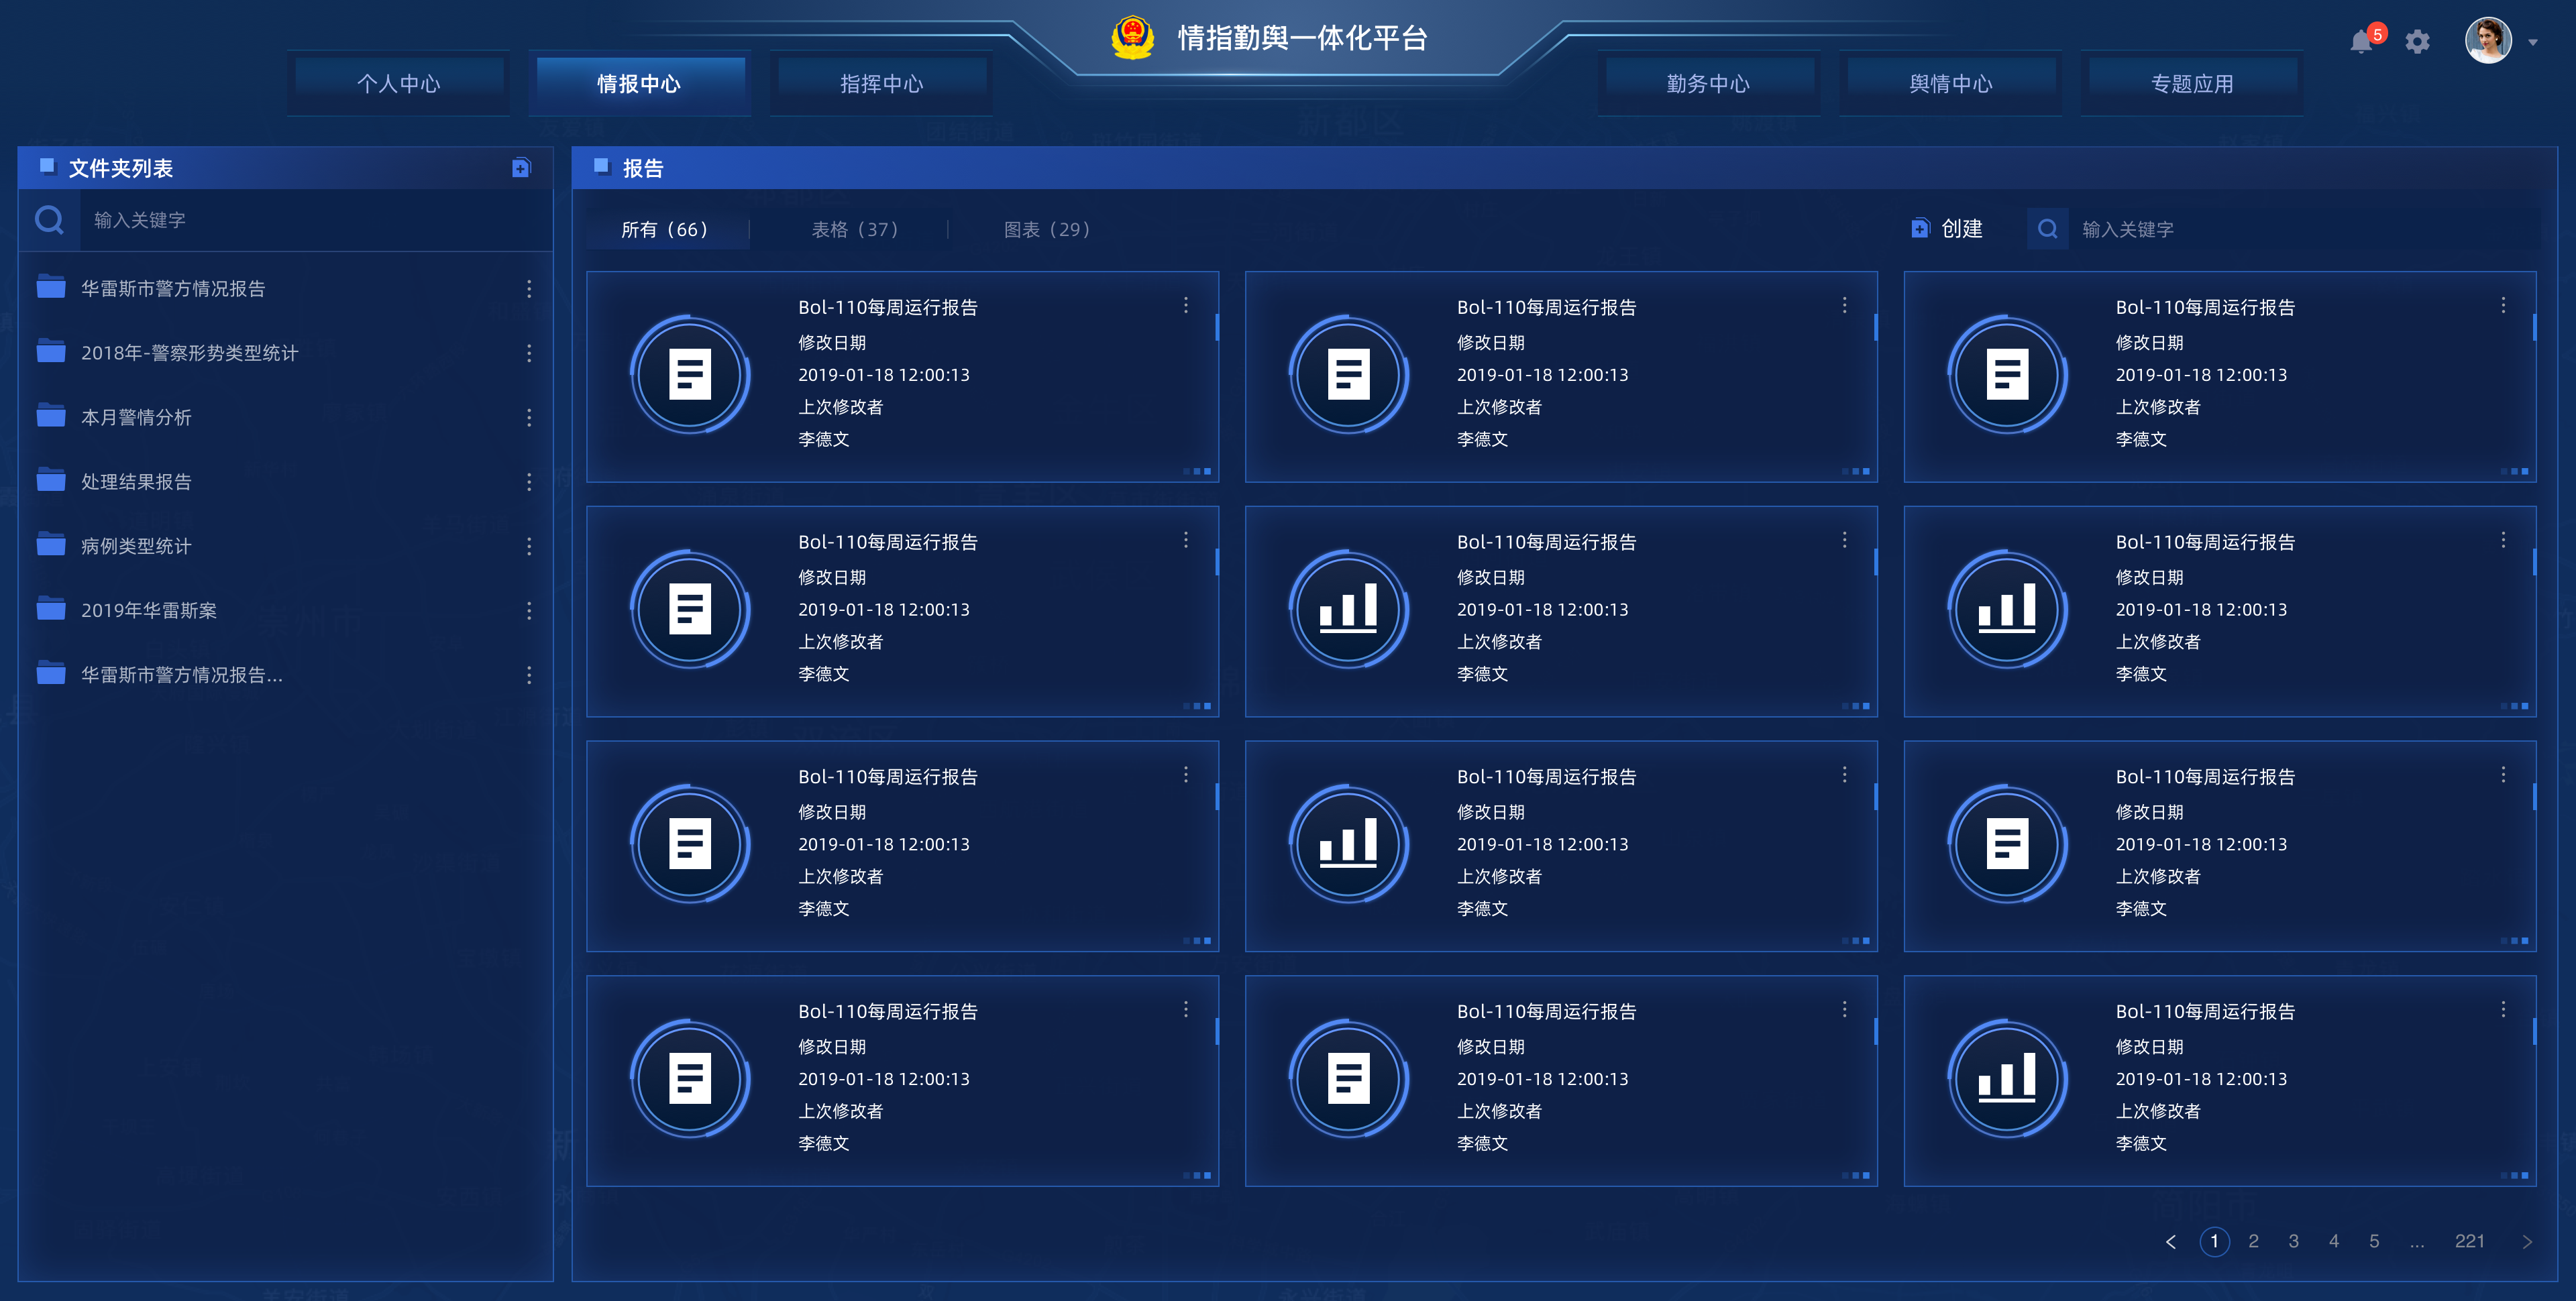 情指勤舆一体化平台
5
个人中心
情报中心
指挥中心
勤务中心
舆情中心
专题应用
文件夹列表
输入关键字
华雷斯市警方情况报告
2018年-警察形势类型统计
本月警情分析
处理结果报告
病例类型统计
2019年华雷斯案
华雷斯市警方情况报告...
报告
所有（66）
表格（37）
图表（29）
创建
输入关键字
Bol-110每周运行报告
修改日期
2019-01-18 12:00:13
上次修改者
李德文
Bol-110每周运行报告
修改日期
2019-01-18 12:00:13
上次修改者
李德文
Bol-110每周运行报告
修改日期
2019-01-18 12:00:13
上次修改者
李德文
Bol-110每周运行报告
修改日期
2019-01-18 12:00:13
上次修改者
李德文
Bol-110每周运行报告
修改日期
2019-01-18 12:00:13
上次修改者
李德文
Bol-110每周运行报告
修改日期
2019-01-18 12:00:13
上次修改者
李德文
Bol-110每周运行报告
修改日期
2019-01-18 12:00:13
上次修改者
李德文
Bol-110每周运行报告
修改日期
2019-01-18 12:00:13
上次修改者
李德文
Bol-110每周运行报告
修改日期
2019-01-18 12:00:13
上次修改者
李德文
Bol-110每周运行报告
修改日期
2019-01-18 12:00:13
上次修改者
李德文
Bol-110每周运行报告
修改日期
2019-01-18 12:00:13
上次修改者
李德文
Bol-110每周运行报告
修改日期
2019-01-18 12:00:13
上次修改者
李德文
< 1 2 3 4 5 ... 221 >
新都区
崇州市